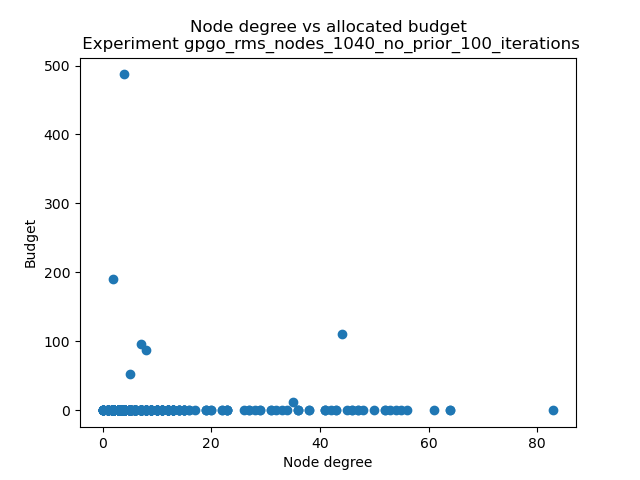 Node degree vs allocated budget
Experiment gpgo_rms_nodes_1040_no_prior_100_iterations
500
400
300
200
100
0
Budget
0 20 40 60 80
Node degree